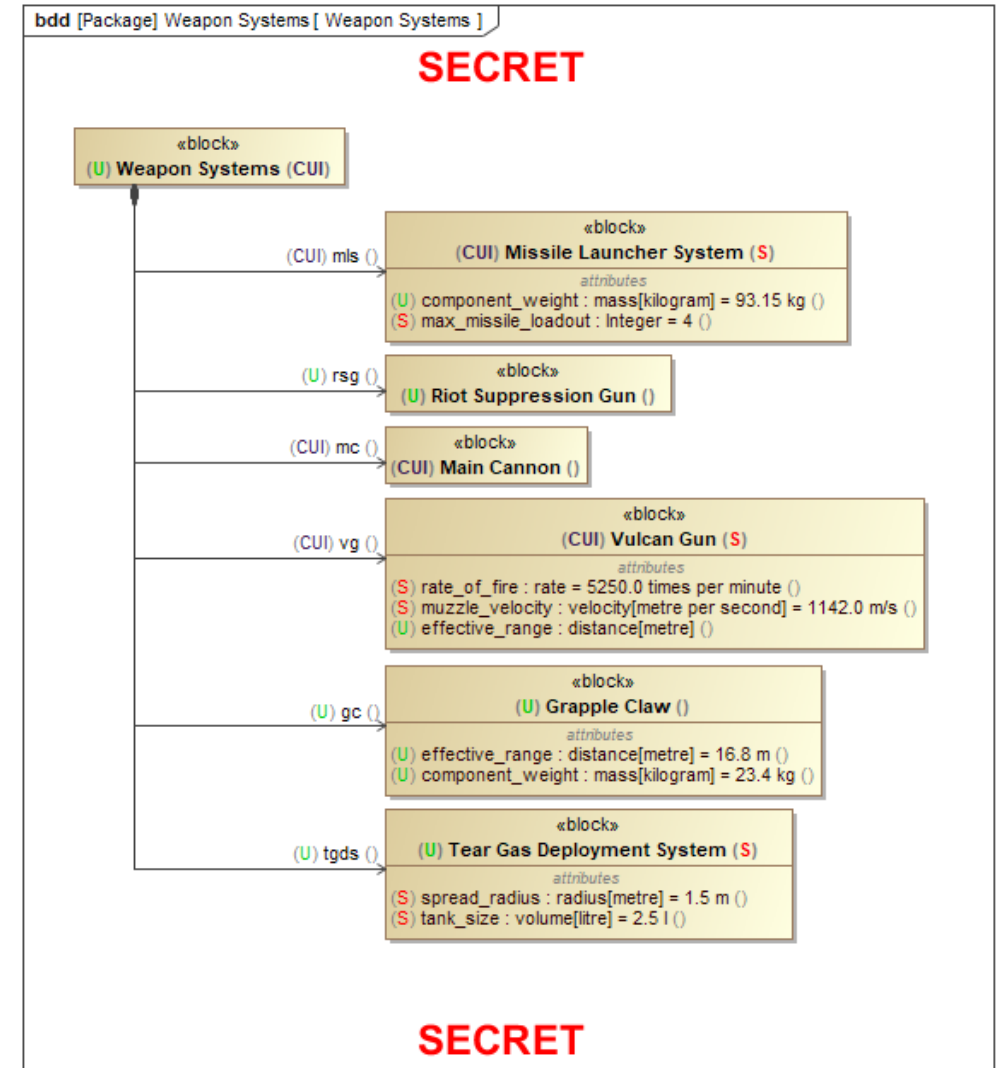 bdd [Package] Weapon Systems [ Weapon Systems ]
SECRET
«block»
(U) Weapon Systems (CUI)
(CUI) mls ()
«block»
(CUI) Missile Launcher System (S)
attributes
(U) component_weight : mass[kilogram] = 93.15 kg ()
(S) max_missile_loadout : Integer = 4 ()
(U) rsg ()
«block»
(U) Riot Suppression Gun ()
(CUI) mc ()
«block»
(CUI) Main Cannon ()
(CUI) vg ()
«block»
(CUI) Vulcan Gun (S)
attributes
(S) rate_of_fire : rate = 5250.0 times per minute ()
(S) muzzle_velocity : velocity[metre per second] = 1142.0 m/s ()
(U) effective_range : distance[metre] ()
(U) gc ()
«block»
(U) Grapple Claw ()
attributes
(U) effective_range : distance[metre] = 16.8 m ()
(U) component_weight : mass[kilogram] = 23.4 kg ()
(U) tgds ()
«block»
(U) Tear Gas Deployment System (S)
attributes
(S) spread_radius : radius[metre] = 1.5 m ()
(S) tank_size : volume[litre] = 2.5 l ()
SECRET